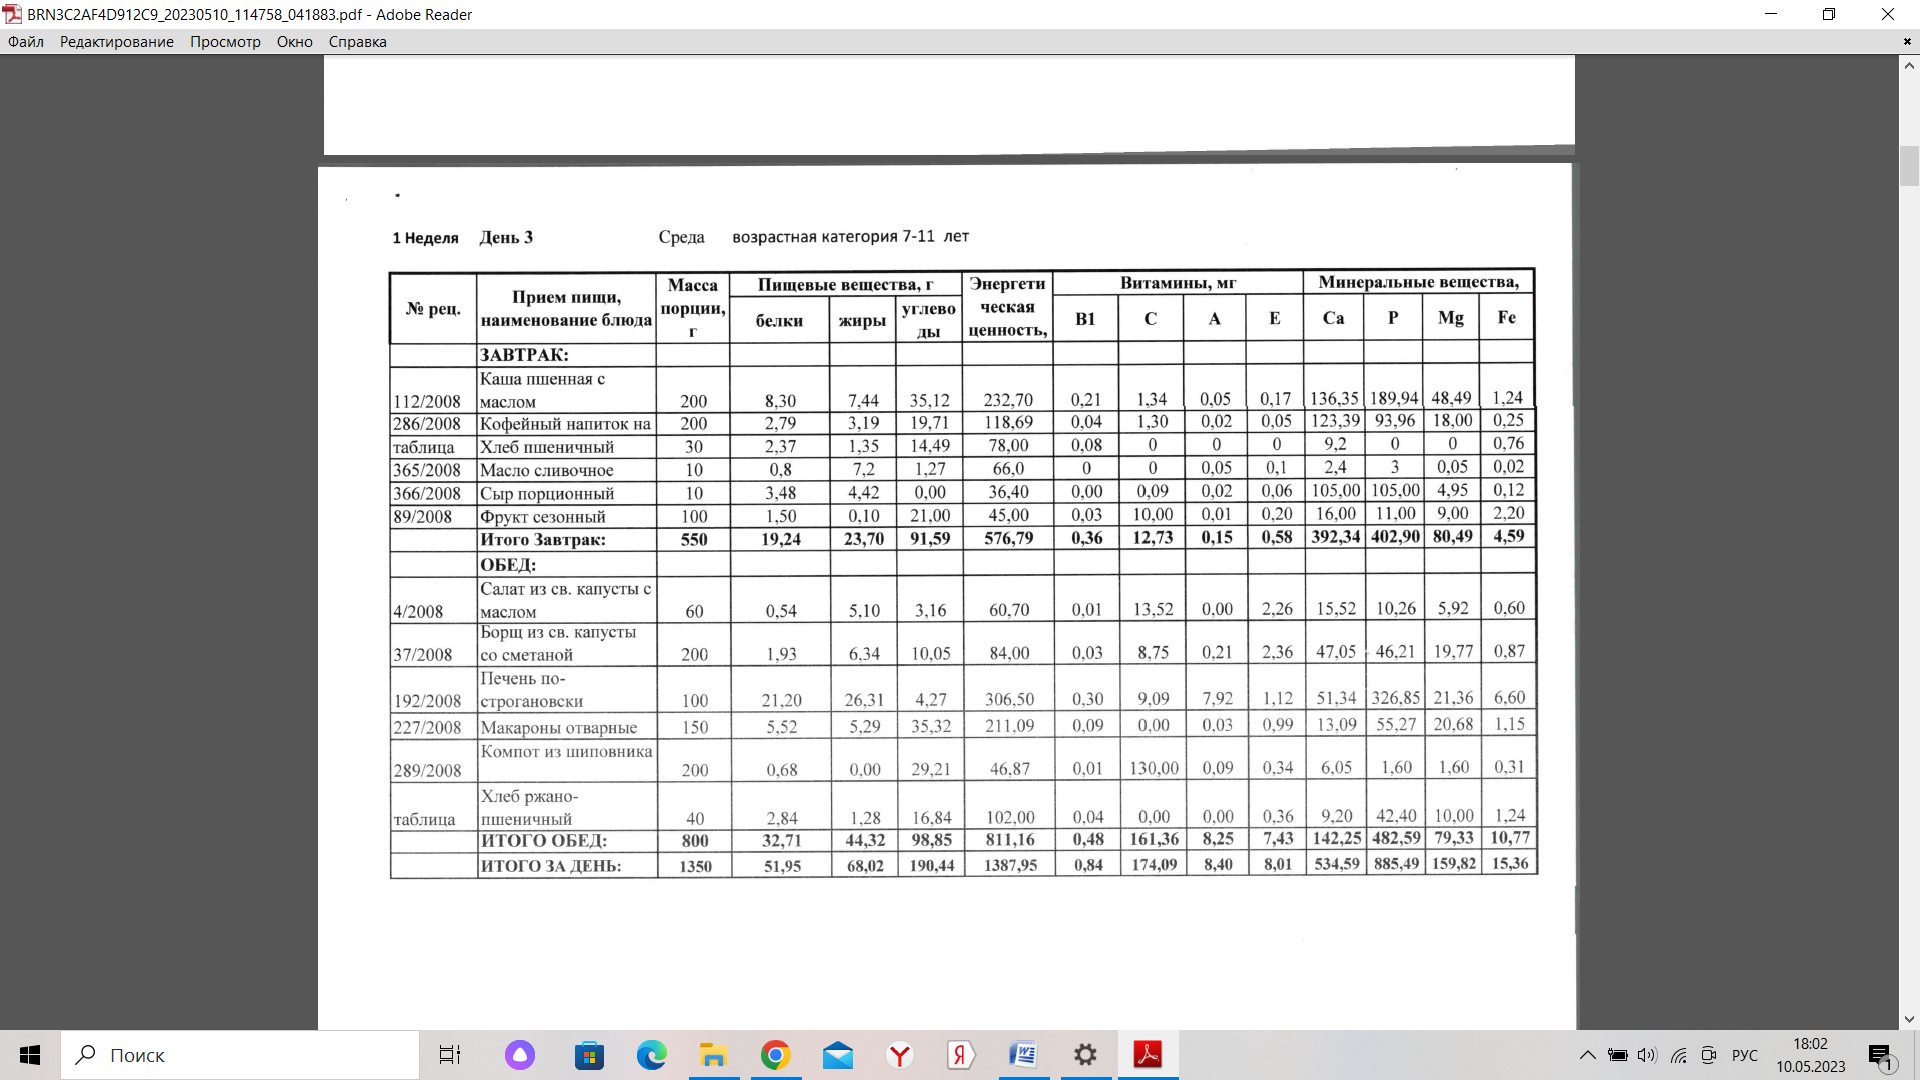 BRN3C2AF4D912C9_20230510_114758_041883.pdf - Adobe Reader
Файл Редактирование Просмотр Окно Справка
1 Неделя День 3 Среда возрастная категория 7-11 лет
№ рец. Прием пищи, наименование блюда Масса порции, г Пищевые вещества, г Энергети ческая ценность, Витамины, мг Минеральные вещества,
белки жиры углево ды B1 C A E Ca P Mg Fe
ЗАВТРАК:
Каша пшенная с
112/2008 маслом 200 8,30 7,44 35,12 232,70 0,21 1,34 0,05 0,17 136,35 189,94 48,49 1,24
286/2008 Кофейный напиток на 200 2,79 3,19 19,71 118,69 0,04 1,30 0,02 0,05 123,39 93,96 18,00 0,25
таблица Хлеб пшеничный 30 2,37 1,35 14,49 78,00 0,08 0 0 0 9,2 0 0 0,76
365/2008 Масло сливочное 10 0,8 7,2 1,27 66,0 0 0 0,05 0,1 2,4 3 0,05 0,02
366/2008 Сыр порционный 10 3,48 4,42 0,00 36,40 0,00 0,09 0,02 0,06 105,00 105,00 4,95 0,12
89/2008 Фрукт сезонный 100 1,50 0,10 21,00 45,00 0,03 10,00 0,01 0,20 16,00 11,00 9,00 2,20
Итого Завтрак: 550 19,24 23,70 91,59 576,79 0,36 12,73 0,15 0,58 392,34 402,90 80,49 4,59
ОБЕД:
Салат из св. капусты с
4/2008 маслом 60 0,54 5,10 3,16 60,70 0,01 13,52 0,00 2,26 15,52 10,26 5,92 0,60
Борщ из св. капусты
37/2008 со сметаной 200 1,93 6,34 10,05 84,00 0,03 8,75 0,21 2,36 47,05 46,21 19,77 0,87
Печень по-
192/2008 строгановски 100 21,20 26,31 4,27 306,50 0,30 9,09 7,92 1,12 51,34 326,85 21,36 6,60
227/2008 Макароны отварные 150 5,52 5,29 35,32 211,09 0,09 0,00 0,03 0,99 13,09 55,27 20,68 1,15
Компот из шиповника
289/2008 200 0,68 0,00 29,21 46,87 0,01 130,00 0,09 0,34 6,05 1,60 1,60 0,31
Хлеб ржано-
таблица пшеничный 40 2,84 1,28 16,84 102,00 0,04 0,00 0,00 0,36 9,20 42,40 10,00 1,24
ИТОГО ОБЕД: 800 32,71 44,32 98,85 811,16 0,48 161,36 8,25 7,43 142,25 482,59 79,33 10,77
ИТОГО ЗА ДЕНЬ: 1350 51,95 68,02 190,44 1387,95 0,84 174,09 8,40 8,01 534,59 885,49 159,82 15,36
Поиск
РУС
18:02
10.05.2023
1